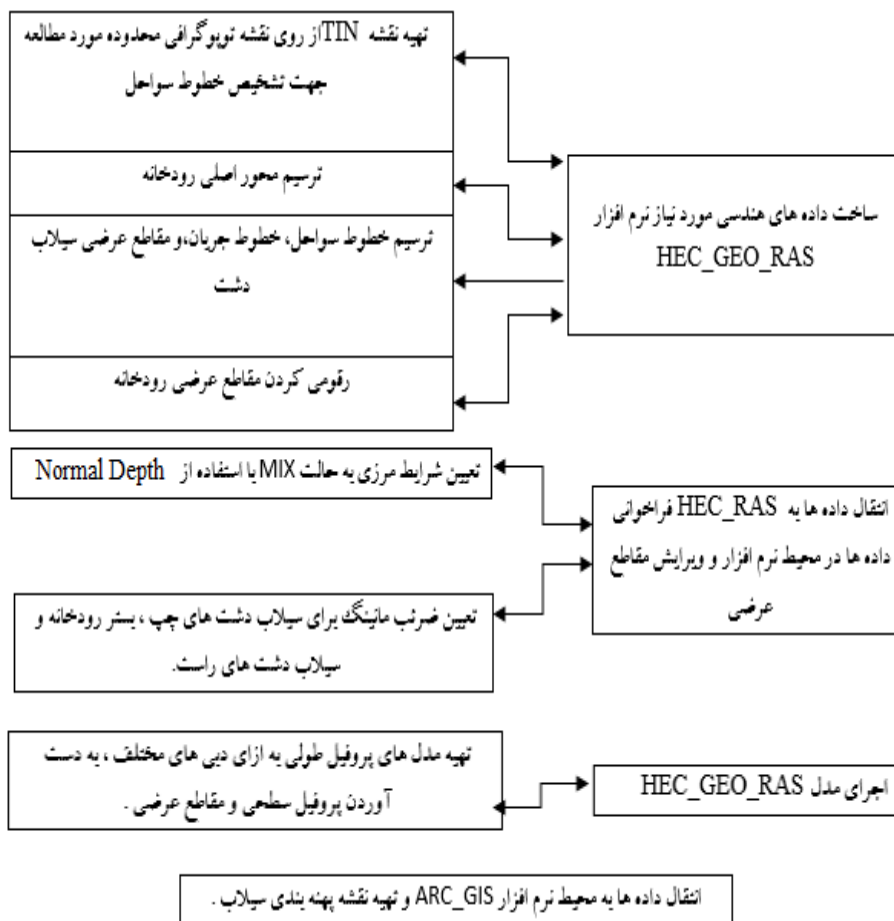 تهیه نقشه TINاز روی نقشه توپوگرافی محدوده مورد مطالعه
جهت تشخیص خطوط سواحل
ترسیم محور اصلی رودخانه
ترسیم خطوط سواحل، خطوط جریان،و مقاطع عرضی سیلاب
دشت
رقومی کردن مقاطع عرضی رودخانه
ساخت داده های هندسی مورد نیاز نرم افزار
HEC_GEO_RAS
تعیین شرایط مرزی به حالت MIX با استفاده از Normal Depth
انتقال داده ها به HEC_RAS فراخوانی
داده ها در محیط نرم افزار و ویرایش مقاطع
عرضی
تعیین ضرئب مانینگ برای سیلاب دشت های چپ ، بستر رودخانه و
سیلاب دشت های راست.
تهیه مدل های پروفیل طولی به ازای دبی های مختلف ، به دست
آوردن پروفیل سطحی و مقاطع عرضی .
اجرای مدل HEC_GEO_RAS
انتقال داده ها به محیط نرم افزار ARC_GIS و تهیه نقشه پهنه بندی سیلاب .